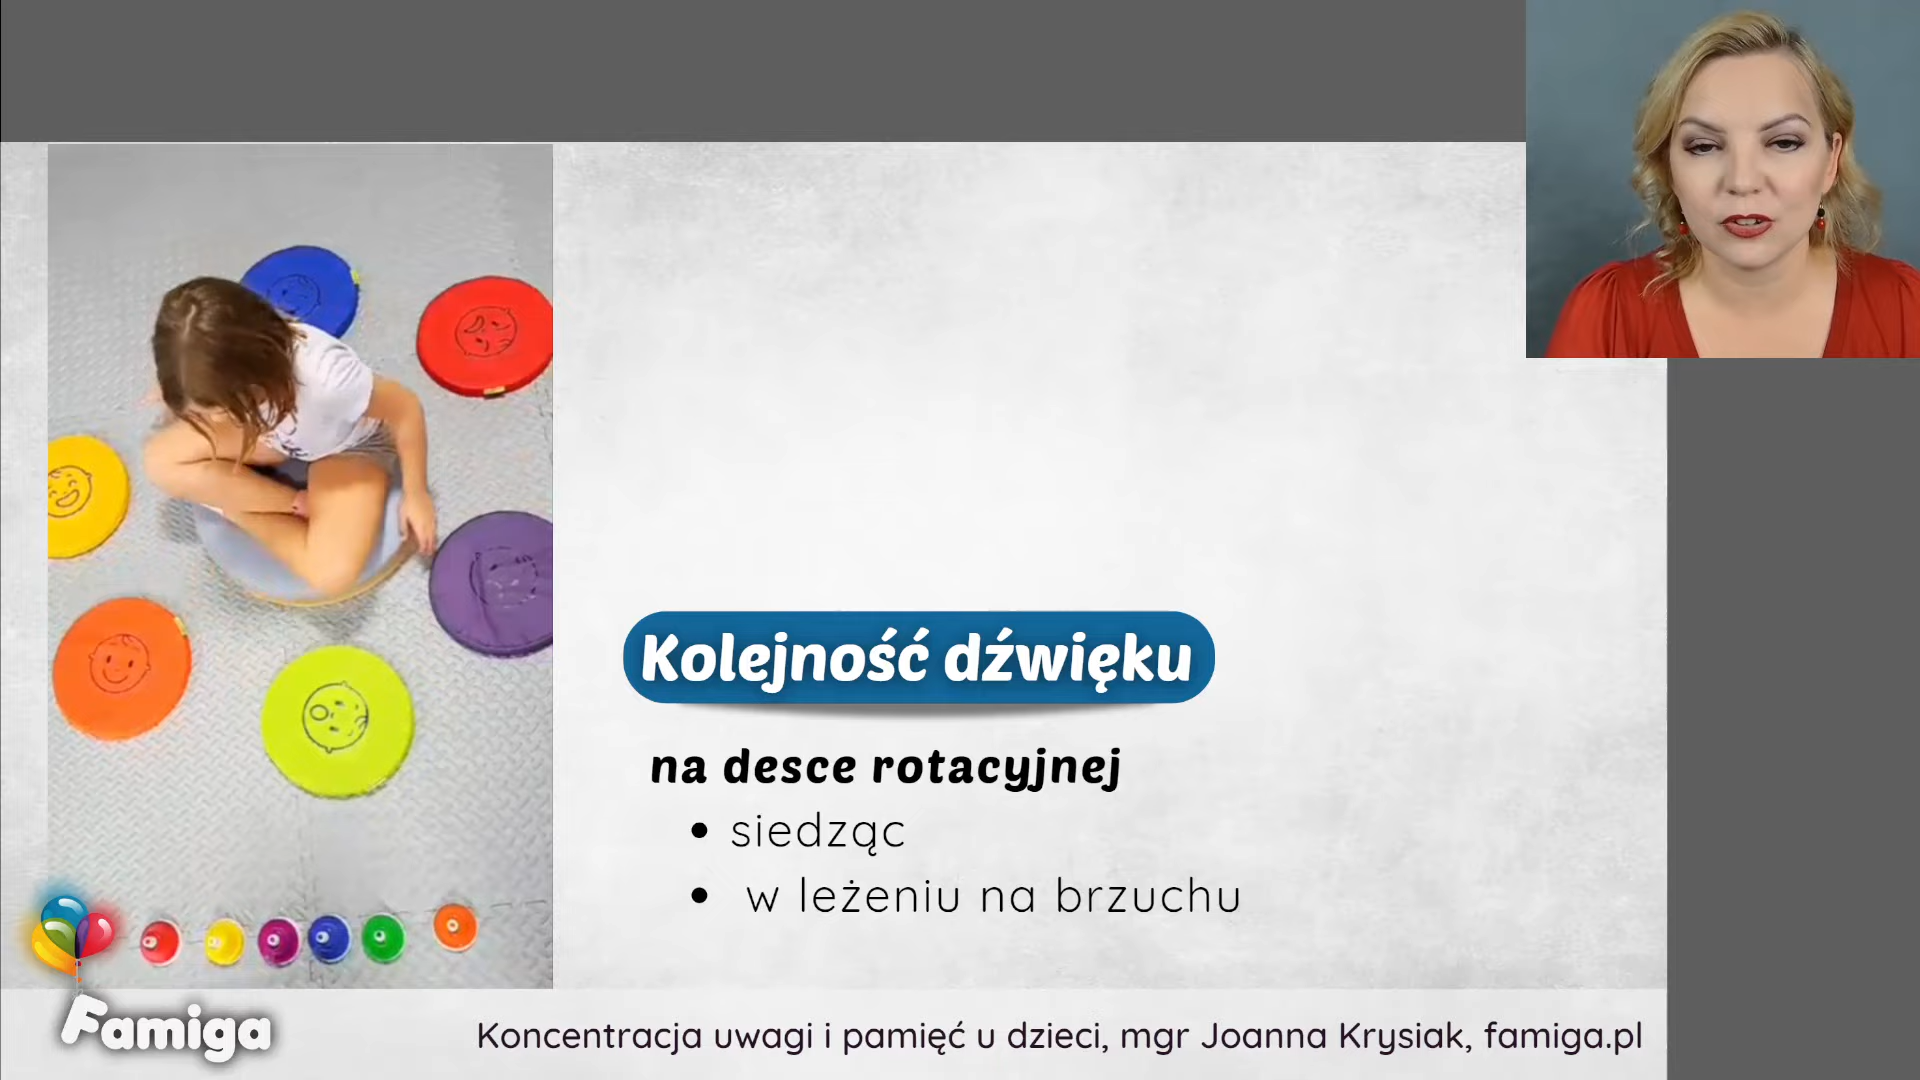 Kolejność dźwięku
na desce rotacyjnej
• siedząc
• w leżeniu na brzuchu
Famiga
Koncentracja uwagi i pamięć u dzieci, mgr Joanna Krysiak, famiga.pl